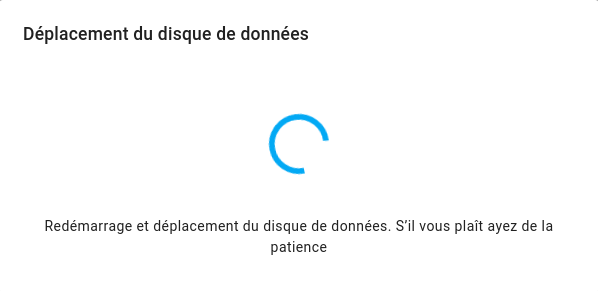 Déplacement du disque de données
Redémarrage et déplacement du disque de données. S’il vous plaît ayez de la
patience